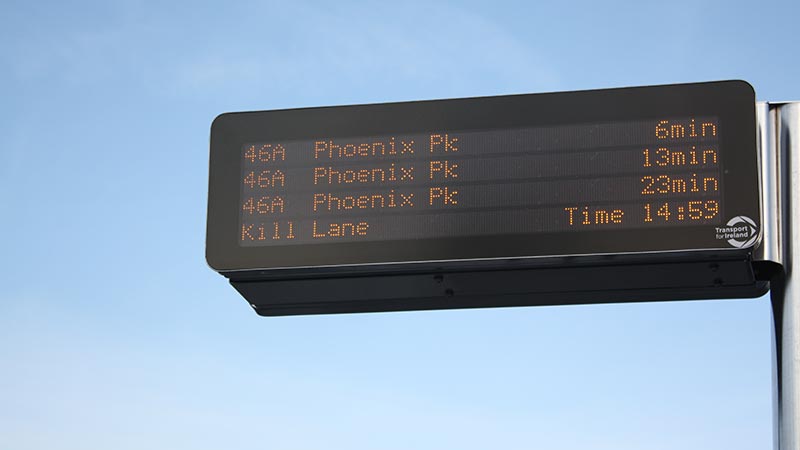 46A Phoenix Pk 6min
46A Phoenix Pk 13min
46A Phoenix Pk 23min
Kill Lane Time 14:59
Transport
for Ireland